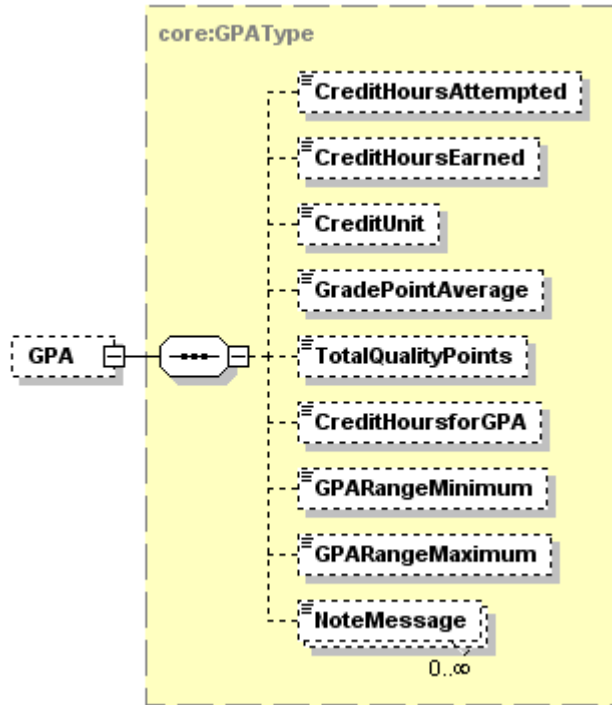 core:GPAType
CreditHoursAttempted
CreditHoursEarned
CreditUnit
GradePointAverage
GPA
TotalQualityPoints
CreditHoursforGPA
GPARangeMinimum
GPARangeMaximum
NoteMessage
0..∞